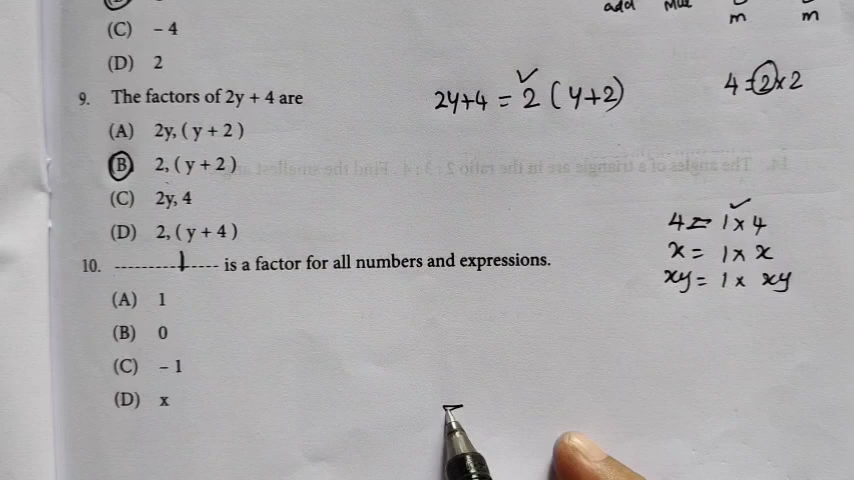 add Mul
m m
(C) - 4
(D) 2
9. The factors of 2y + 4 are
2y+4 = 2 (y+2)
4 = 2 x 2
(A) 2y, ( y + 2 )
(B) 2, ( y + 2 )
(C) 2y, 4
(D) 2, ( y + 4 )
4 = 1 x 4
x = 1 x x
xy = 1 x xy
10. ----------1----- is a factor for all numbers and expressions.
(A) 1
(B) 0
(C) - 1
(D) x